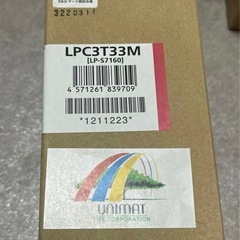 3220311
LPC3T33M
[LP-S7160]
4 571261 839709
*1211223*
UNIMAT
LIFE CORPORATION